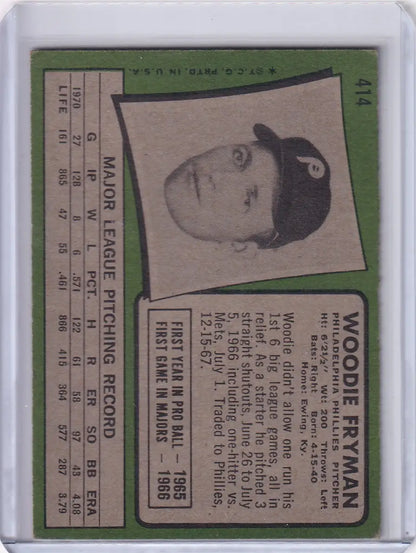 414
WOODIE FRYMAN
PHILADELPHIA PHILLIES PITCHER
Ht: 6'2½" Wt: 205 Throws: Left
Bats: Right Born: 4-15-40
Home: Ewing, Ky.
Woodie didn't allow one run his
1st 6 big league games, all in
relief. As a starter he pitched 3
straight shutouts, June 26 to July
5, 1966 including one-hitter vs.
Mets, July 1. Traded to Phillies,
12-15-67.
FIRST YEAR IN PRO BALL — 1965
FIRST GAME IN MAJORS — 1966
P
★©T.C.G. PRTD. IN U.S.A.
MAJOR LEAGUE PITCHING RECORD
G IP W L PCT. H R ER SO BB ERA
1970 27 128 8 6 .571 122 61 58 97 43 4.08
LIFE 161 865 47 55 .461 866 415 364 577 287 3.79